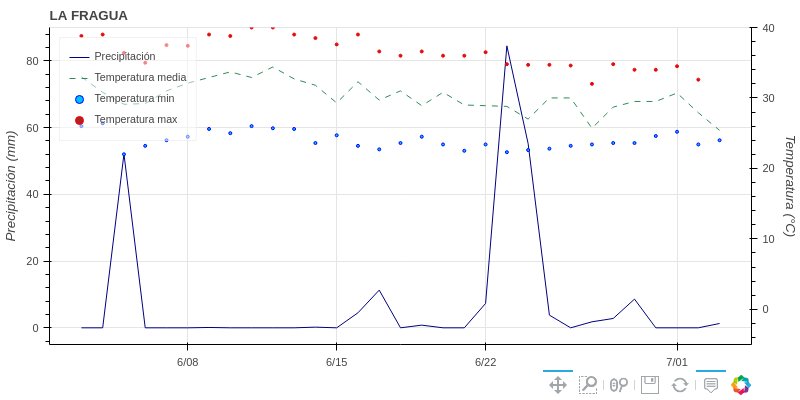 LA FRAGUA
Precipitación
Temperatura media
Temperatura min
Temperatura max
Precipitación (mm)
80
60
40
20
0
Temperatura (°C)
40
30
20
10
0
6/08
6/15
6/22
7/01